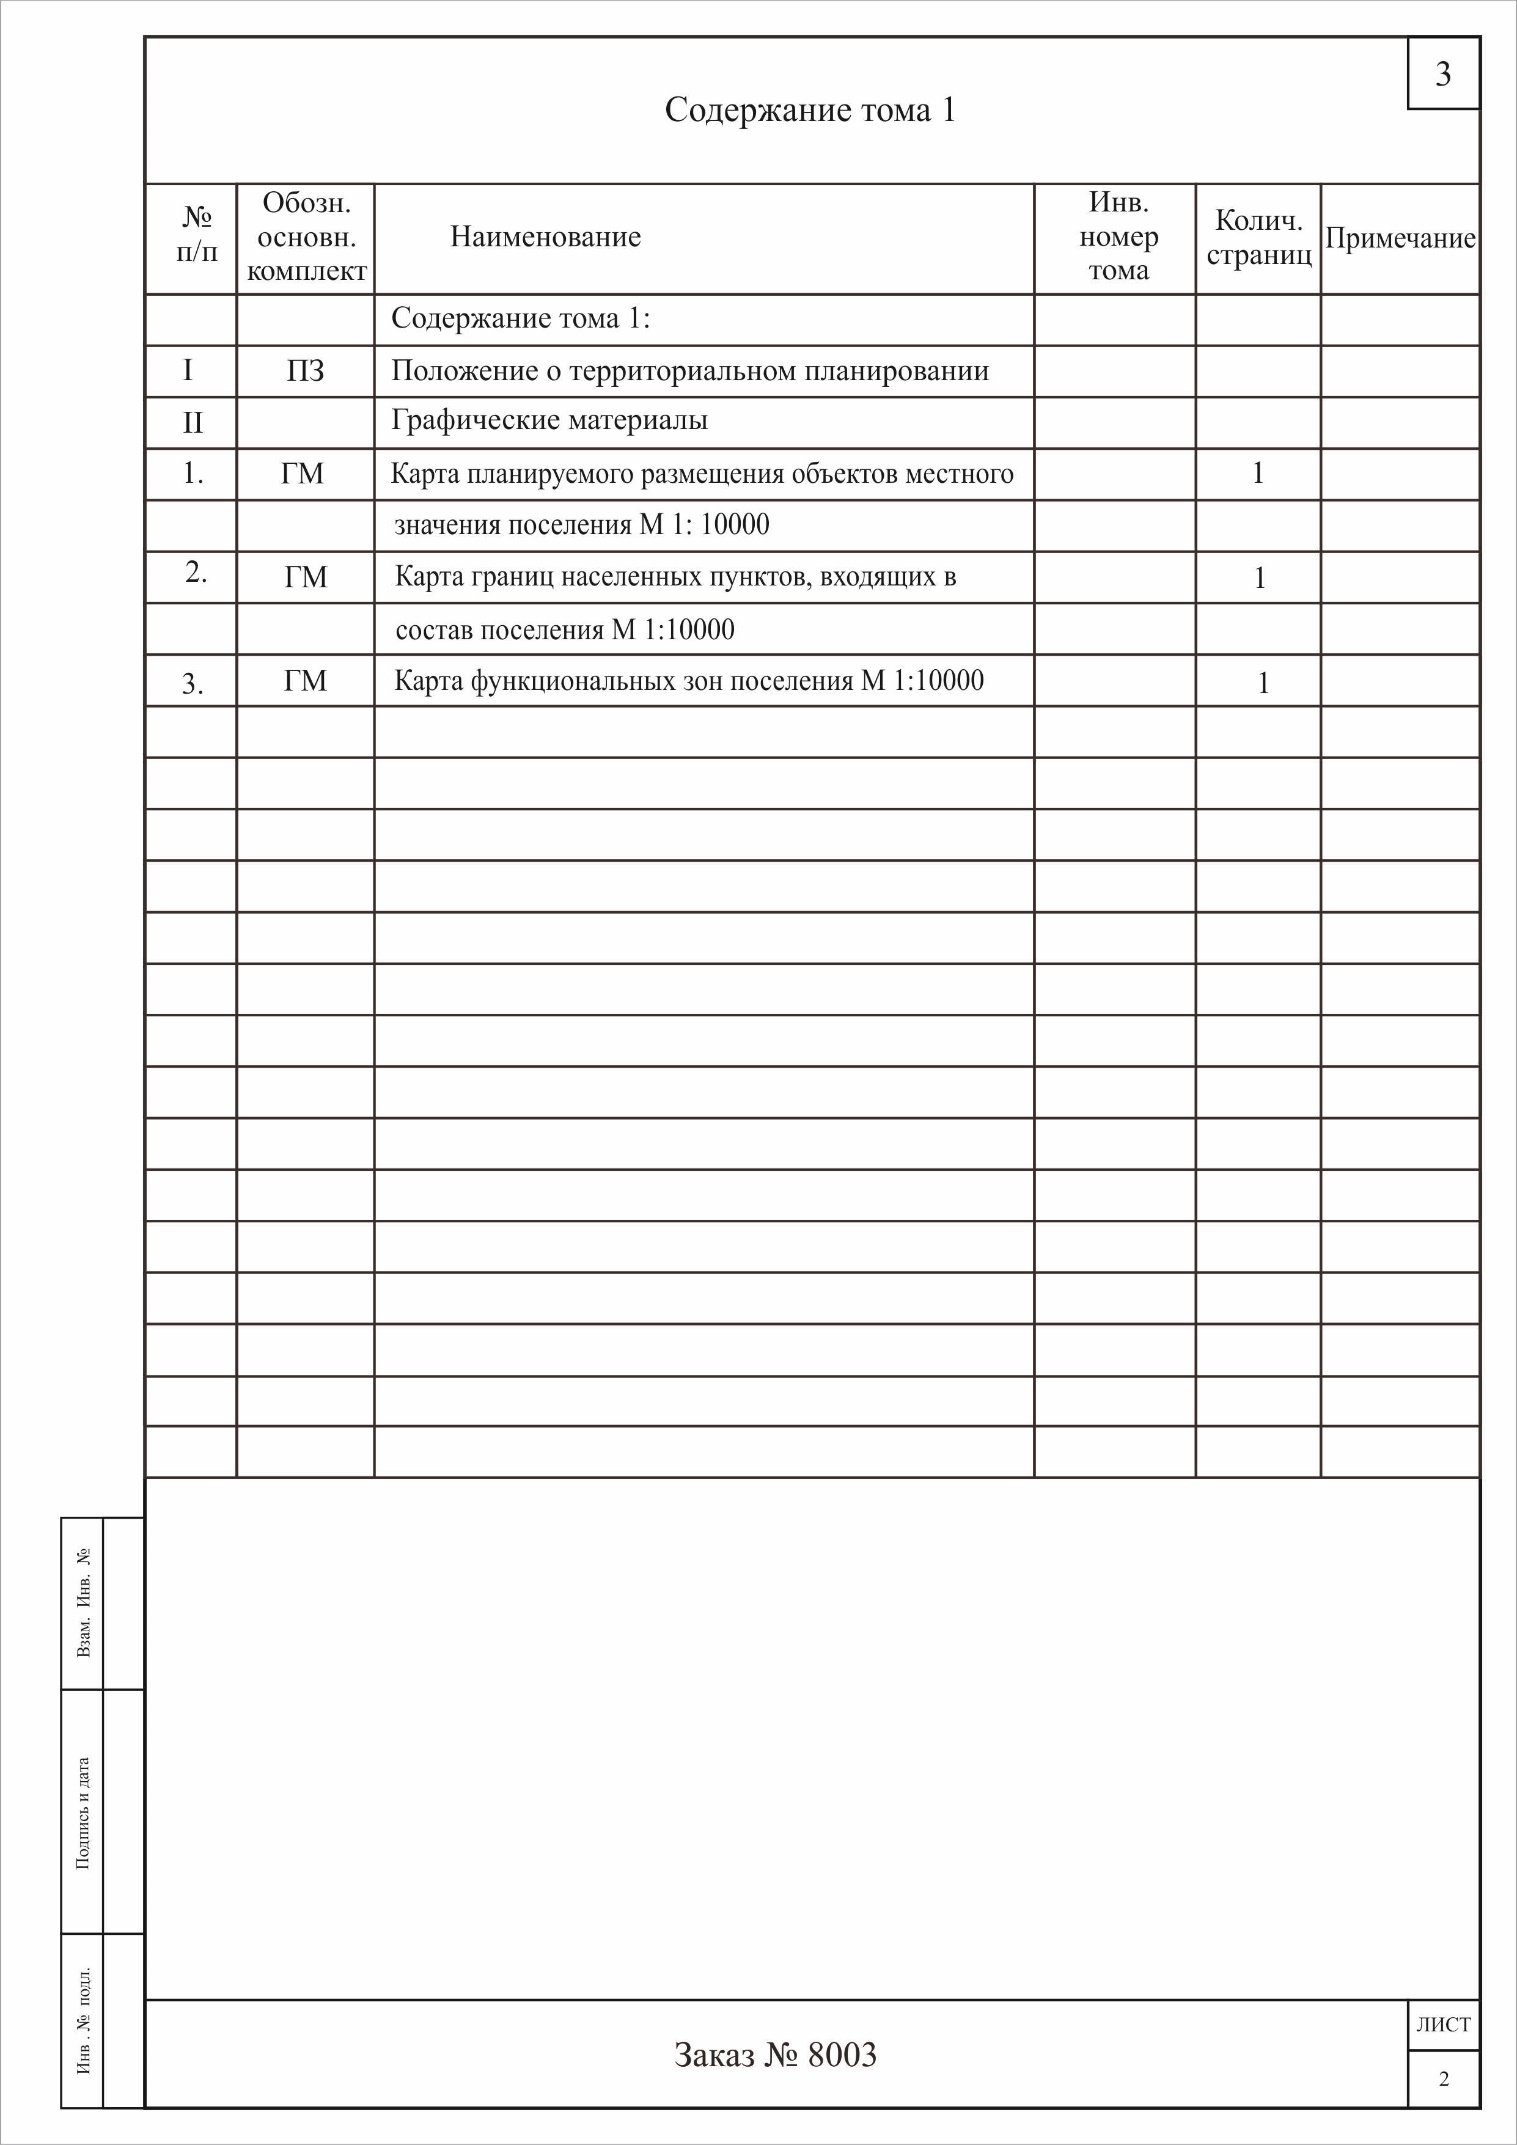 3
Содержание тома 1
№
п/п
Обозн.
основн.
комплект
Наименование
Инв.
номер
тома
Колич.
страниц
Примечание
Содержание тома 1:
I ПЗ Положение о территориальном планировании
II Графические материалы
1. ГМ Карта планируемого размещения объектов местного 1
значения поселения М 1: 10000
2. ГМ Карта границ населенных пунктов, входящих в 1
состав поселения М 1:10000
3. ГМ Карта функциональных зон поселения М 1:10000 1
Взам. Инв. №
Подпись и дата
Инв . № подл.
Заказ № 8003
ЛИСТ
2